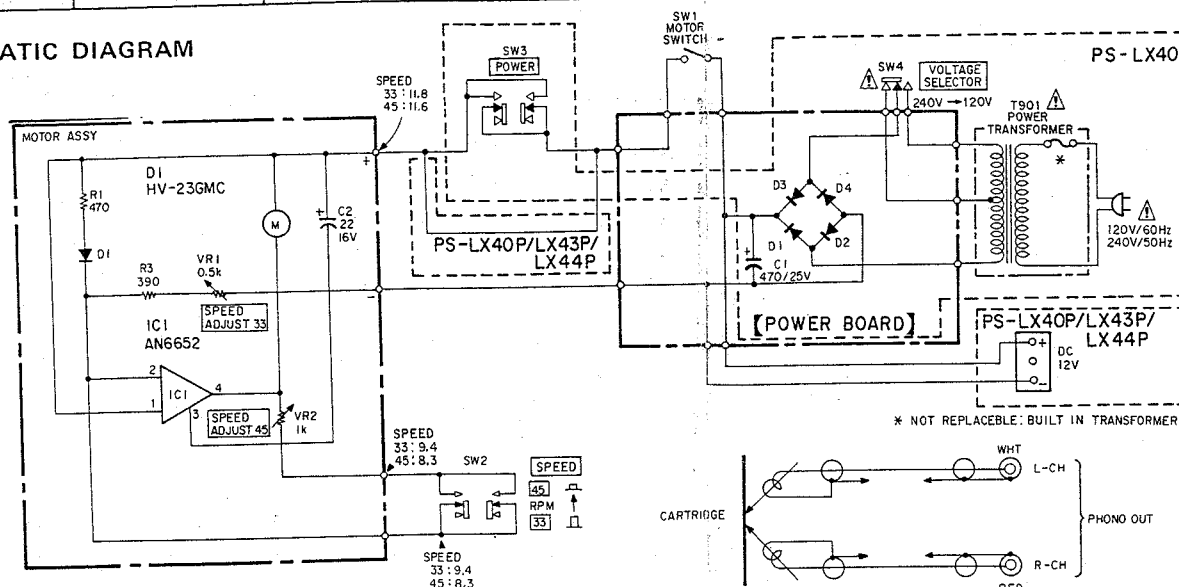 ATIC DIAGRAM
SW1
MOTOR
SWITCH
SW3
POWER
PS-LX40
SW4
VOLTAGE
SELECTOR
240V → 120V
T901
POWER
TRANSFORMER
*
120V/60Hz
240V/50Hz
SPEED
33 : 11.8
45 : 11.6
MOTOR ASSY
D1
HV-23GMC
R1
470
D1
M
+
C2
22
16V
+
R3
390
VR1
0.5k
SPEED
ADJUST 33
-
IC1
AN6652
2
1
IC1
4
3
SPEED
ADJUST 45
VR2
1k
PS-LX40P/LX43P/
LX44P
D3
D4
D1
D2
+
C1
470/25V
【POWER BOARD】
PS-LX40P/LX43P/
LX44P
+
-
DC
12V
* NOT REPLACEBLE: BUILT IN TRANSFORMER
SPEED
33 : 9.4
45 : 8.3
SW2
SPEED
45
RPM
33
SPEED
33 : 9.4
45 : 8.3
CARTRIDGE
WHT
L-CH
PHONO OUT
R-CH